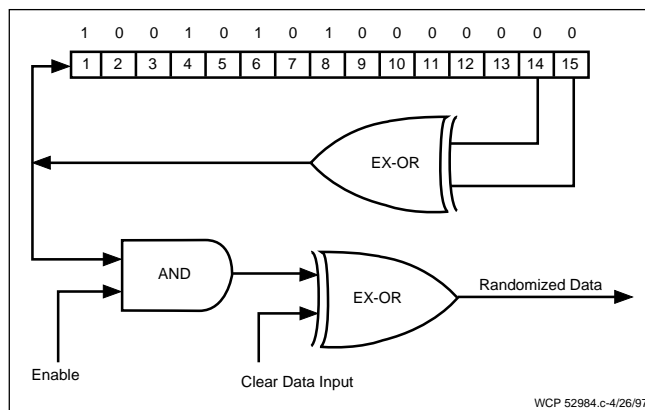 1 0 0 1 0 1 0 1 0 0 0 0 0 0 0
1 2 3 4 5 6 7 8 9 10 11 12 13 14 15
EX-OR
AND
EX-OR
Randomized Data
Enable
Clear Data Input
WCP 52984.c-4/26/97